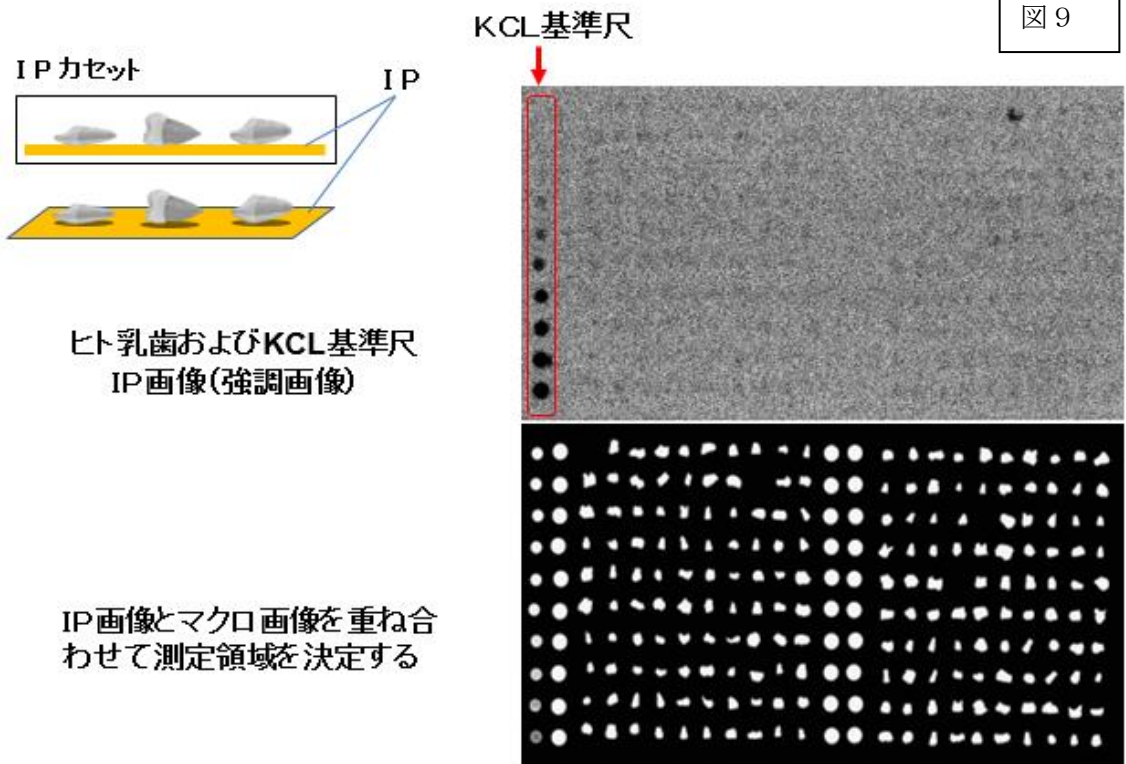 図９
KCL基準尺
IPカセット
IP
ヒト乳歯およびKCL基準尺
IP画像(強調画像)
IP画像とマクロ画像を重ね合
わせて測定領域を決定する